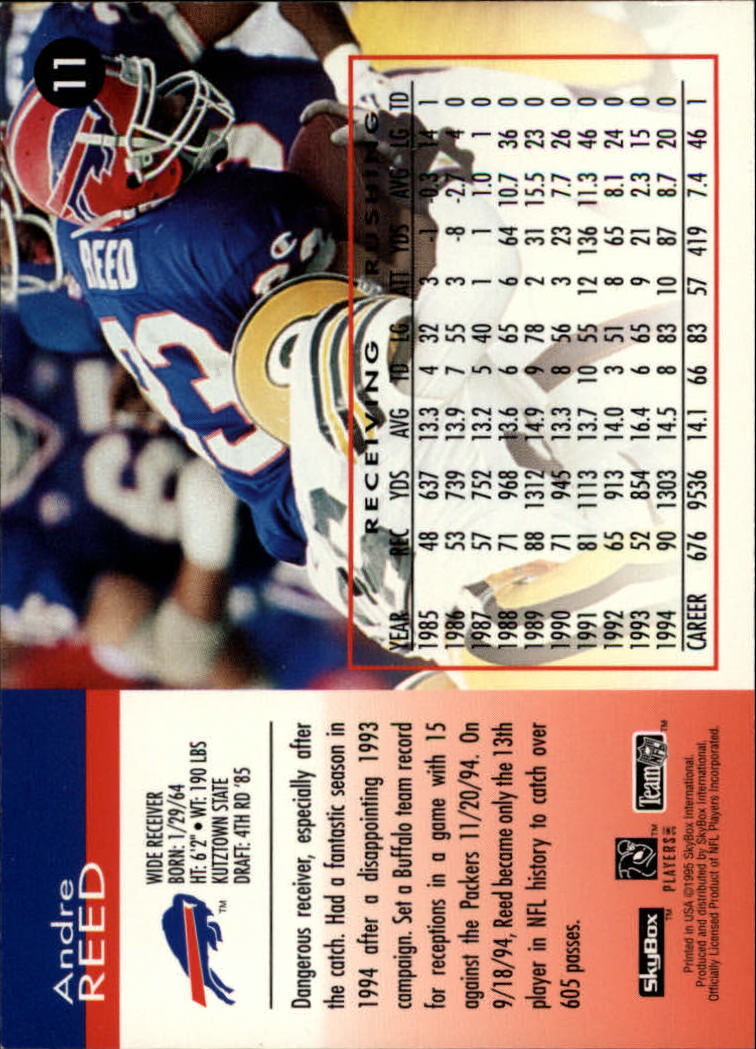 Andre
REED
WIDE RECEIVER
BORN: 1/29/64
HT: 6'2" • WT: 190 LBS
KUTZTOWN STATE
DRAFT: 4TH RD '85
TM
Dangerous receiver, especially after
the catch. Had a fantastic season in
1994 after a disappointing 1993
campaign. Set a Buffalo team record
for receptions in a game with 15
against the Packers 11/20/94. On
9/18/94, Reed became only the 13th
player in NFL history to catch over
605 passes.
SkyBox TM
PLAYERS INC TM
Team NFL TM
Printed in USA ©1995 SkyBox International.
Produced and distributed by SkyBox International.
Officially Licensed Product of NFL Players Incorporated.
11
REED
83
RECEIVING RUSHING
YEAR REC YDS AVG TD LG ATT YDS AVG LG TD
1985 48 637 13.3 4 32 3 -1 -0.3 14 1
1986 53 739 13.9 7 55 3 -8 -2.7 4 0
1987 57 752 13.2 5 40 1 1 1.0 1 0
1988 71 968 13.6 6 65 6 64 10.7 36 0
1989 88 1312 14.9 9 78 2 31 15.5 23 0
1990 71 945 13.3 8 56 3 23 7.7 26 0
1991 81 1113 13.7 10 55 12 136 11.3 46 0
1992 65 913 14.0 3 51 8 65 8.1 24 0
1993 52 854 16.4 6 65 9 21 2.3 15 0
1994 90 1303 14.5 8 83 10 87 8.7 20 0
CAREER 676 9536 14.1 66 83 57 419 7.4 46 1